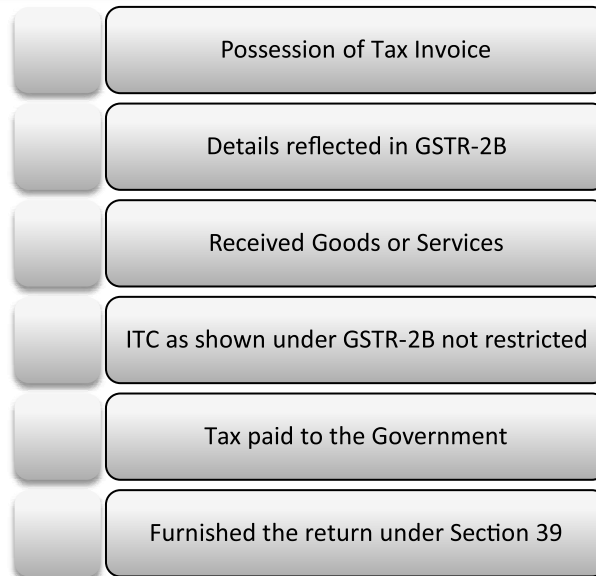 Possession of Tax Invoice
Details reflected in GSTR-2B
Received Goods or Services
ITC as shown under GSTR-2B not restricted
Tax paid to the Government
Furnished the return under Section 39